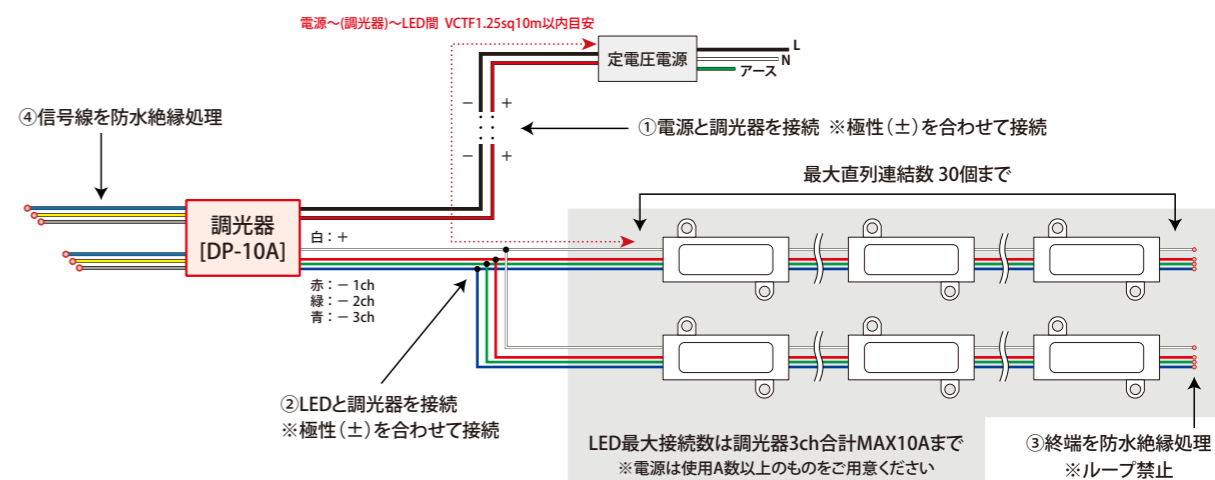 電源～(調光器)～LED間 VCTF1.25sq10m以内目安
定電圧電源
L
N
アース
④信号線を防水絶縁処理
− +
①電源と調光器を接続 ※極性(±)を合わせて接続
− +
最大直列連結数 30個まで
調光器
[DP-10A]
白：+
赤：− 1ch
緑：− 2ch
青：− 3ch
②LEDと調光器を接続
※極性(±)を合わせて接続
LED最大接続数は調光器3ch合計MAX10Aまで
※電源は使用A数以上のものをご用意ください
③終端を防水絶縁処理
※ループ禁止